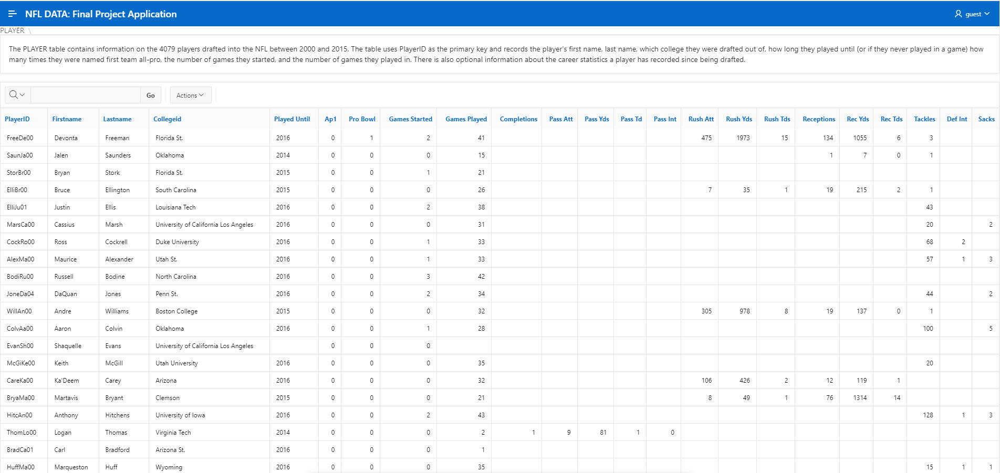 NFL DATA: Final Project Application
guest
PLAYER \
The PLAYER table contains information on the 4079 players drafted into the NFL between 2000 and 2015. The table uses PlayerID as the primary key and records the player's first name, last name, which college they were drafted out of, how long they played until (or if they never played in a game) how
many times they were named first team all-pro, the number of games they started, and the number of games they played in. There is also optional information about the career statistics a player has recorded since being drafted.
Go Actions
PlayerID Firstname Lastname Collegeid Played Until Ap1 Pro Bowl Games Started Games Played Completions Pass Att Pass Yds Pass Td Pass Int Rush Att Rush Yds Rush Tds Receptions Rec Yds Rec Tds Tackles Def Int Sacks
FreeDe00 Devonta Freeman Florida St. 2016 0 1 2 41 475 1973 15 134 1055 6 3
SaunJa00 Jalen Saunders Oklahoma 2014 0 0 0 15 1 7 0 1
StorBr00 Bryan Stork Florida St. 2015 0 0 1 21
ElliBr00 Bruce Ellington South Carolina 2015 0 0 0 26 7 35 1 19 215 2 1
ElliJu01 Justin Ellis Louisiana Tech 2016 0 0 2 38 43
MarsCa00 Cassius Marsh University of California Los Angeles 2016 0 0 0 31 20 2
CockRo00 Ross Cockrell Duke University 2016 0 0 1 33 68 2
AlexMa00 Maurice Alexander Utah St. 2016 0 0 1 33 57 1 3
BodiRu00 Russell Bodine North Carolina 2016 0 0 3 42
JoneDa04 DaQuan Jones Penn St. 2016 0 0 2 34 44 2
WillAn00 Andre Williams Boston College 2015 0 0 0 32 305 978 8 19 137 0 1
ColvAa00 Aaron Colvin Oklahoma 2016 0 0 1 28 100 5
EvanSh00 Shaquelle Evans University of California Los Angeles 0 0 0
McGiKe00 Keith McGill Utah University 2016 0 0 0 35 20
CareKa00 Ka'Deem Carey Arizona 2016 0 0 0 32 106 426 2 12 119 1
BryaMa00 Martavis Bryant Clemson 2015 0 0 0 21 8 49 1 76 1314 14
HitcAn00 Anthony Hitchens University of Iowa 2016 0 0 2 43 128 1 3
ThomLo00 Logan Thomas Virginia Tech 2014 0 0 0 2 1 9 81 1 0
BradCa01 Carl Bradford Arizona St. 2016 0 0 0 1
HuffMa00 Marqueston Huff Wyoming 2016 0 0 0 35 15 1 1